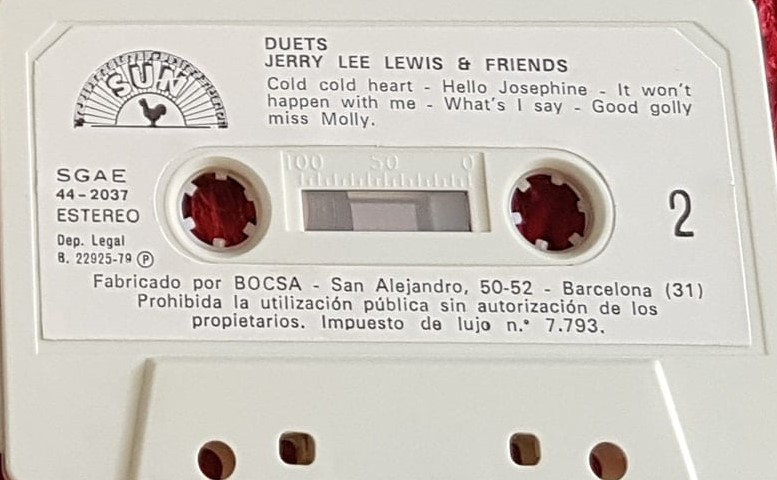 DUETS
JERRY LEE LEWIS & FRIENDS
Cold cold heart - Hello Josephine - It won't
happen with me - What's I say - Good golly
miss Molly.
SUN
100 50 0
SGAE
44-2037
ESTEREO
2
Dep. Legal
B. 22925-79 Ⓟ
Fabricado por BOCSA - San Alejandro, 50-52 - Barcelona (31)
Prohibida la utilización pública sin autorización de los
propietarios. Impuesto de lujo n.° 7.793.